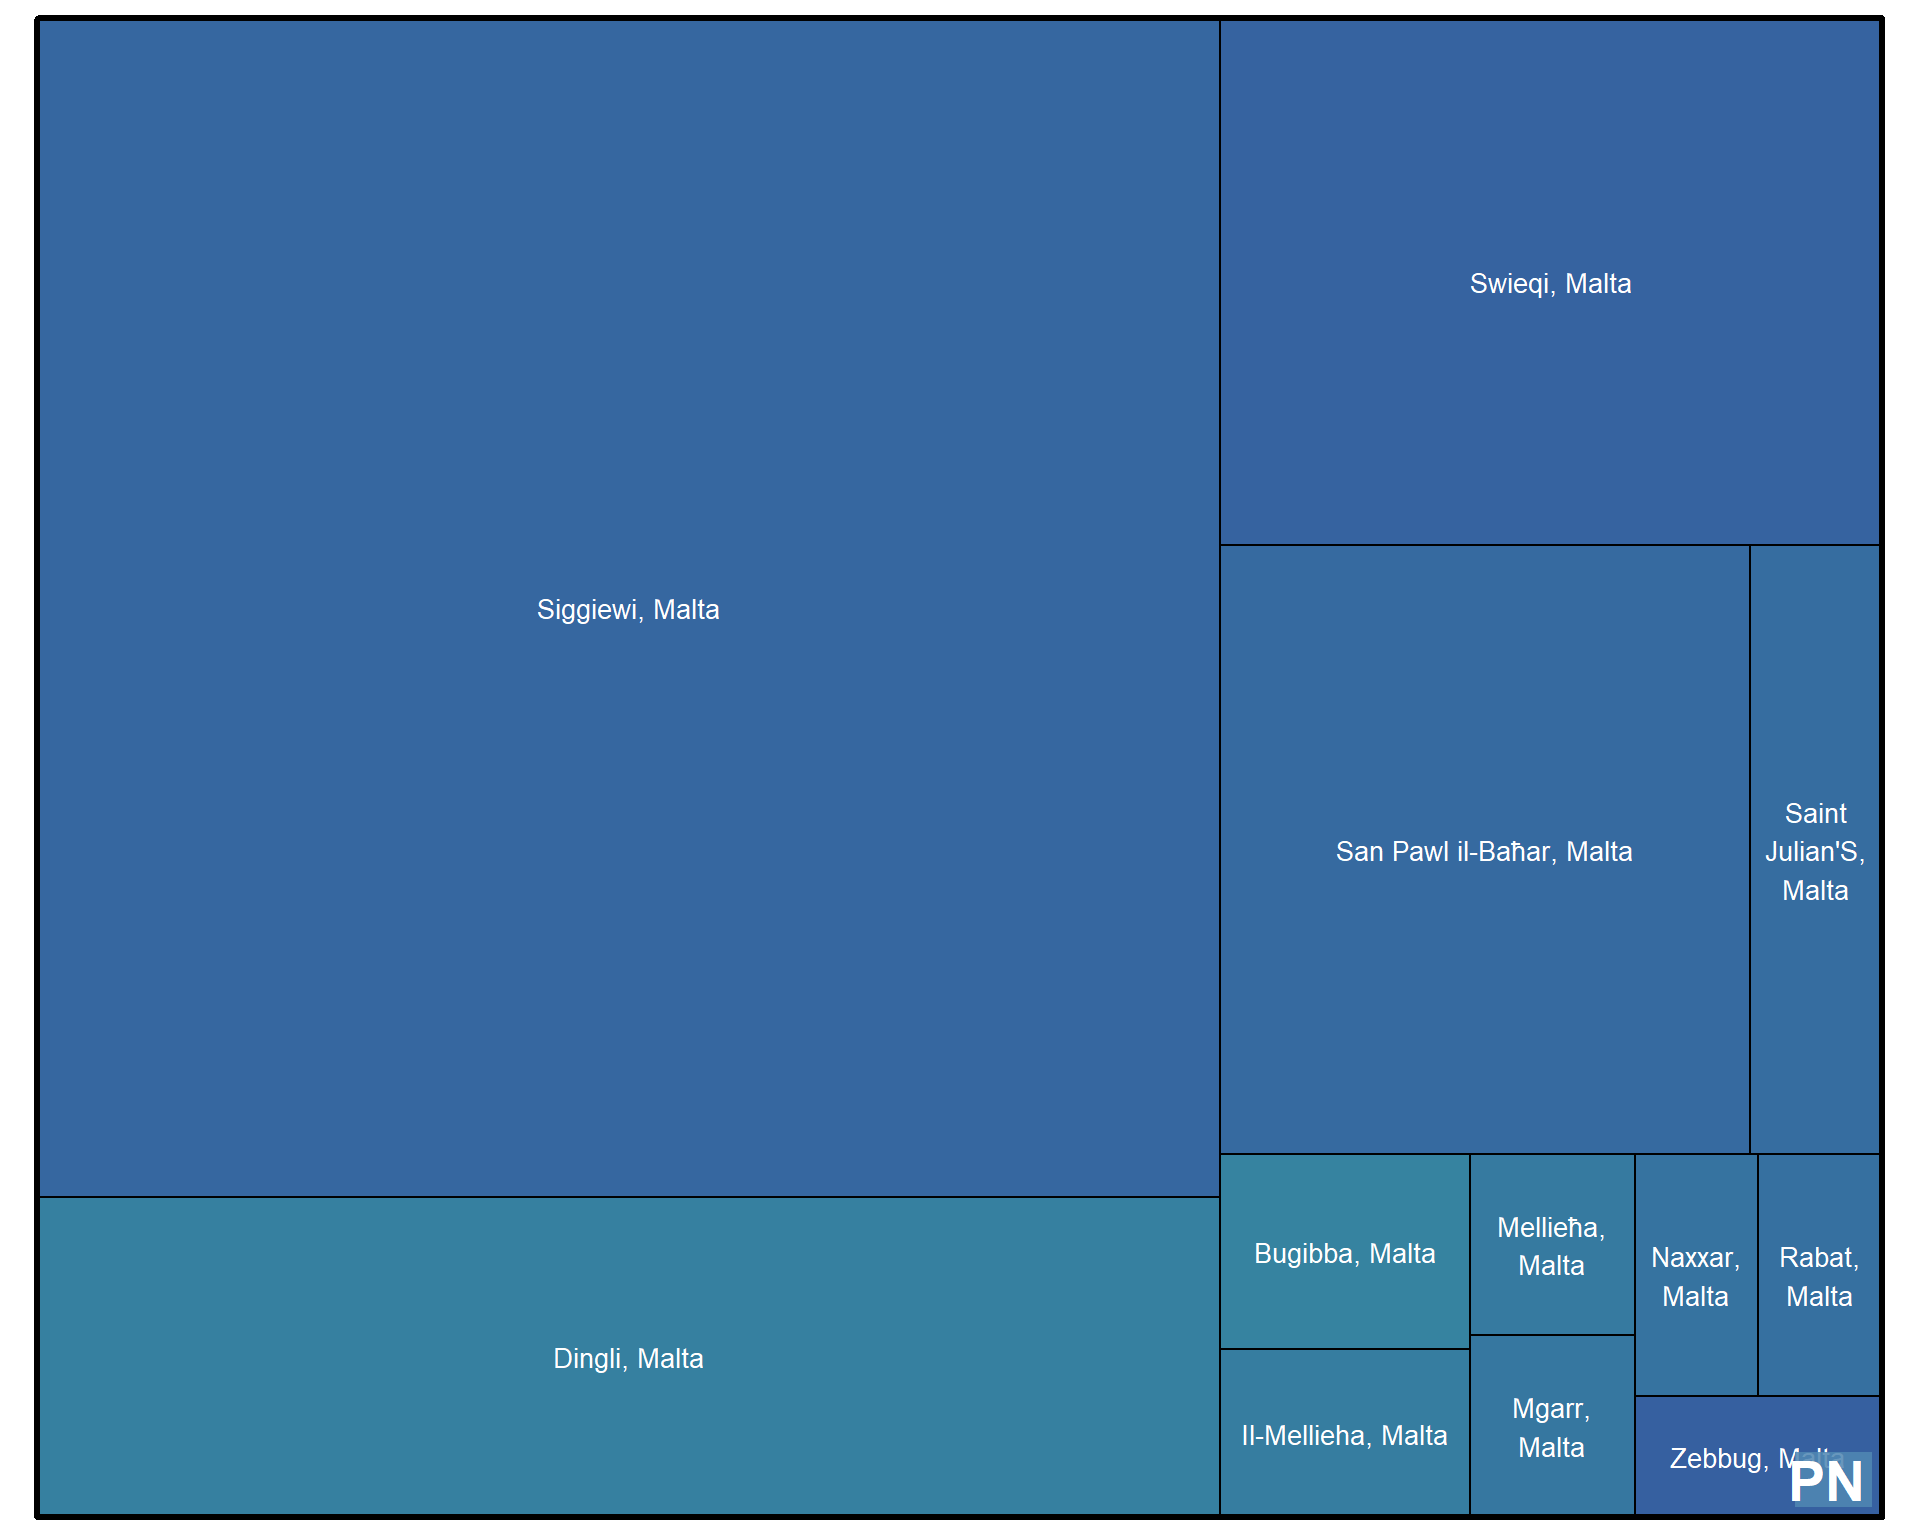 Swieqi, Malta
Siggiewi, Malta
San Pawl il-Baħar, Malta
Saint
Julian'S,
Malta
Dingli, Malta
Bugibba, Malta
Mellieħa,
Malta
Naxxar,
Malta
Rabat,
Malta
Il-Mellieha, Malta
Mgarr,
Malta
Zebbug, Malta
PN